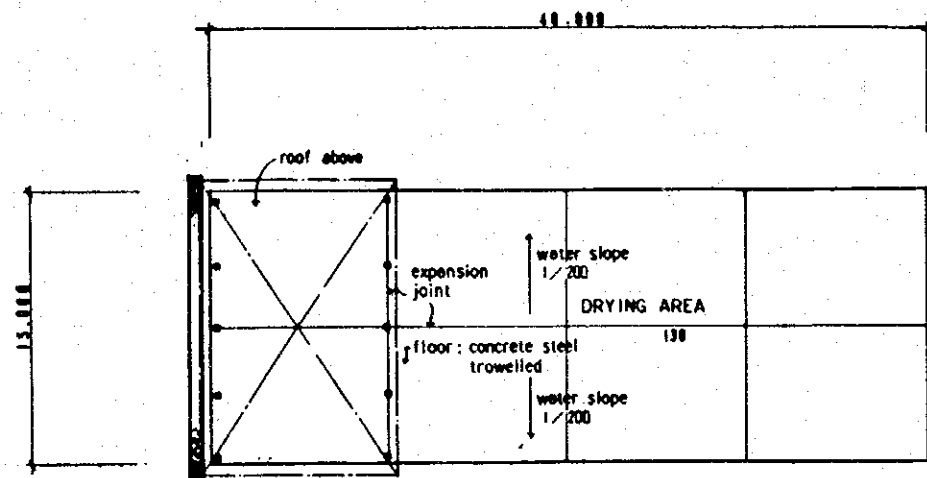 40.000
roof above
15.000
expansion
joint
water slope
1/200
DRYING AREA
130
floor : concrete steel
trowelled
water slope
1/200